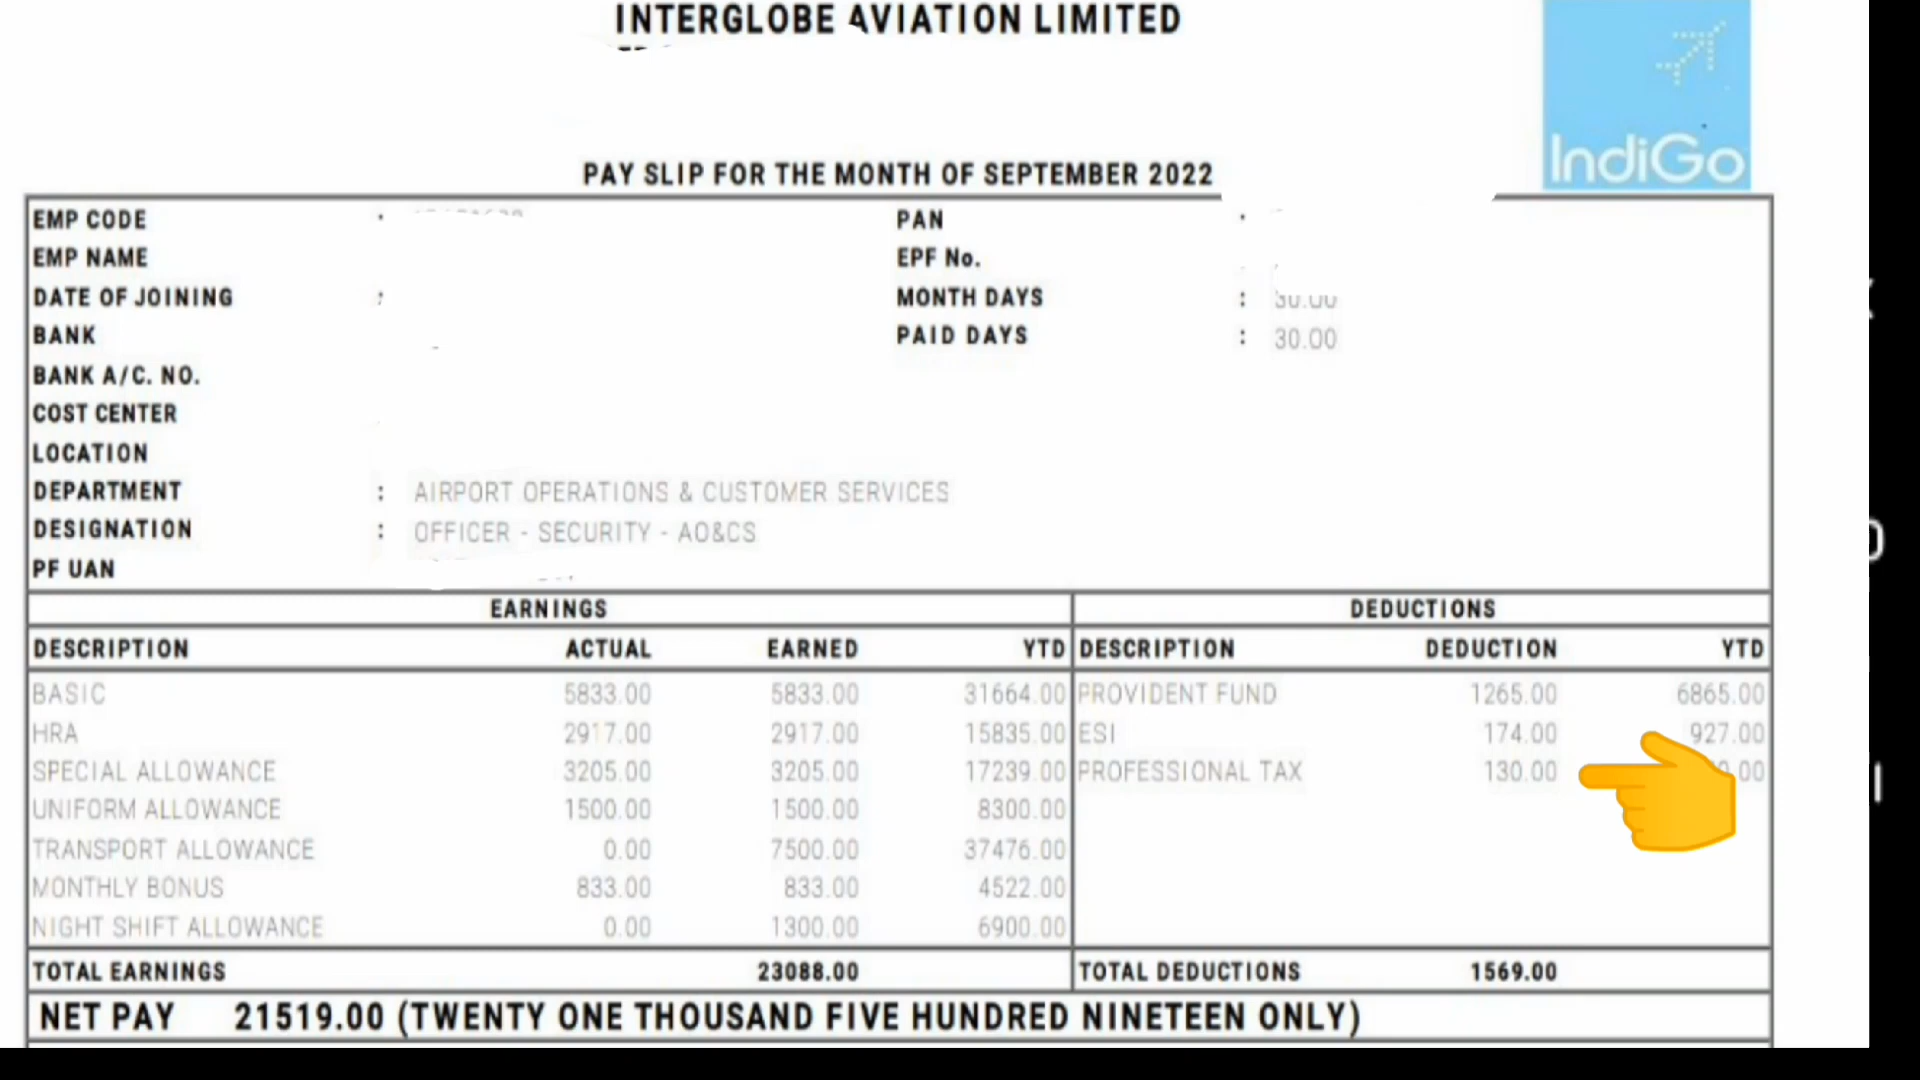 INTERGLOBE AVIATION LIMITED
IndiGo
PAY SLIP FOR THE MONTH OF SEPTEMBER 2022
EMP CODE PAN :
EMP NAME EPF No.
DATE OF JOINING : MONTH DAYS : 30.00
BANK PAID DAYS : 30.00
BANK A/C. NO.
COST CENTER
LOCATION
DEPARTMENT : AIRPORT OPERATIONS & CUSTOMER SERVICES
DESIGNATION : OFFICER - SECURITY - AO&CS
PF UAN
EARNINGS DEDUCTIONS
DESCRIPTION ACTUAL EARNED YTD DESCRIPTION DEDUCTION YTD
BASIC 5833.00 5833.00 31664.00 PROVIDENT FUND 1265.00 6865.00
HRA 2917.00 2917.00 15835.00 ESI 174.00 927.00
SPECIAL ALLOWANCE 3205.00 3205.00 17239.00 PROFESSIONAL TAX 130.00
UNIFORM ALLOWANCE 1500.00 1500.00 8300.00
TRANSPORT ALLOWANCE 0.00 7500.00 37476.00
MONTHLY BONUS 833.00 833.00 4522.00
NIGHT SHIFT ALLOWANCE 0.00 1300.00 6900.00
TOTAL EARNINGS 23088.00 TOTAL DEDUCTIONS 1569.00
NET PAY 21519.00 (TWENTY ONE THOUSAND FIVE HUNDRED NINETEEN ONLY)